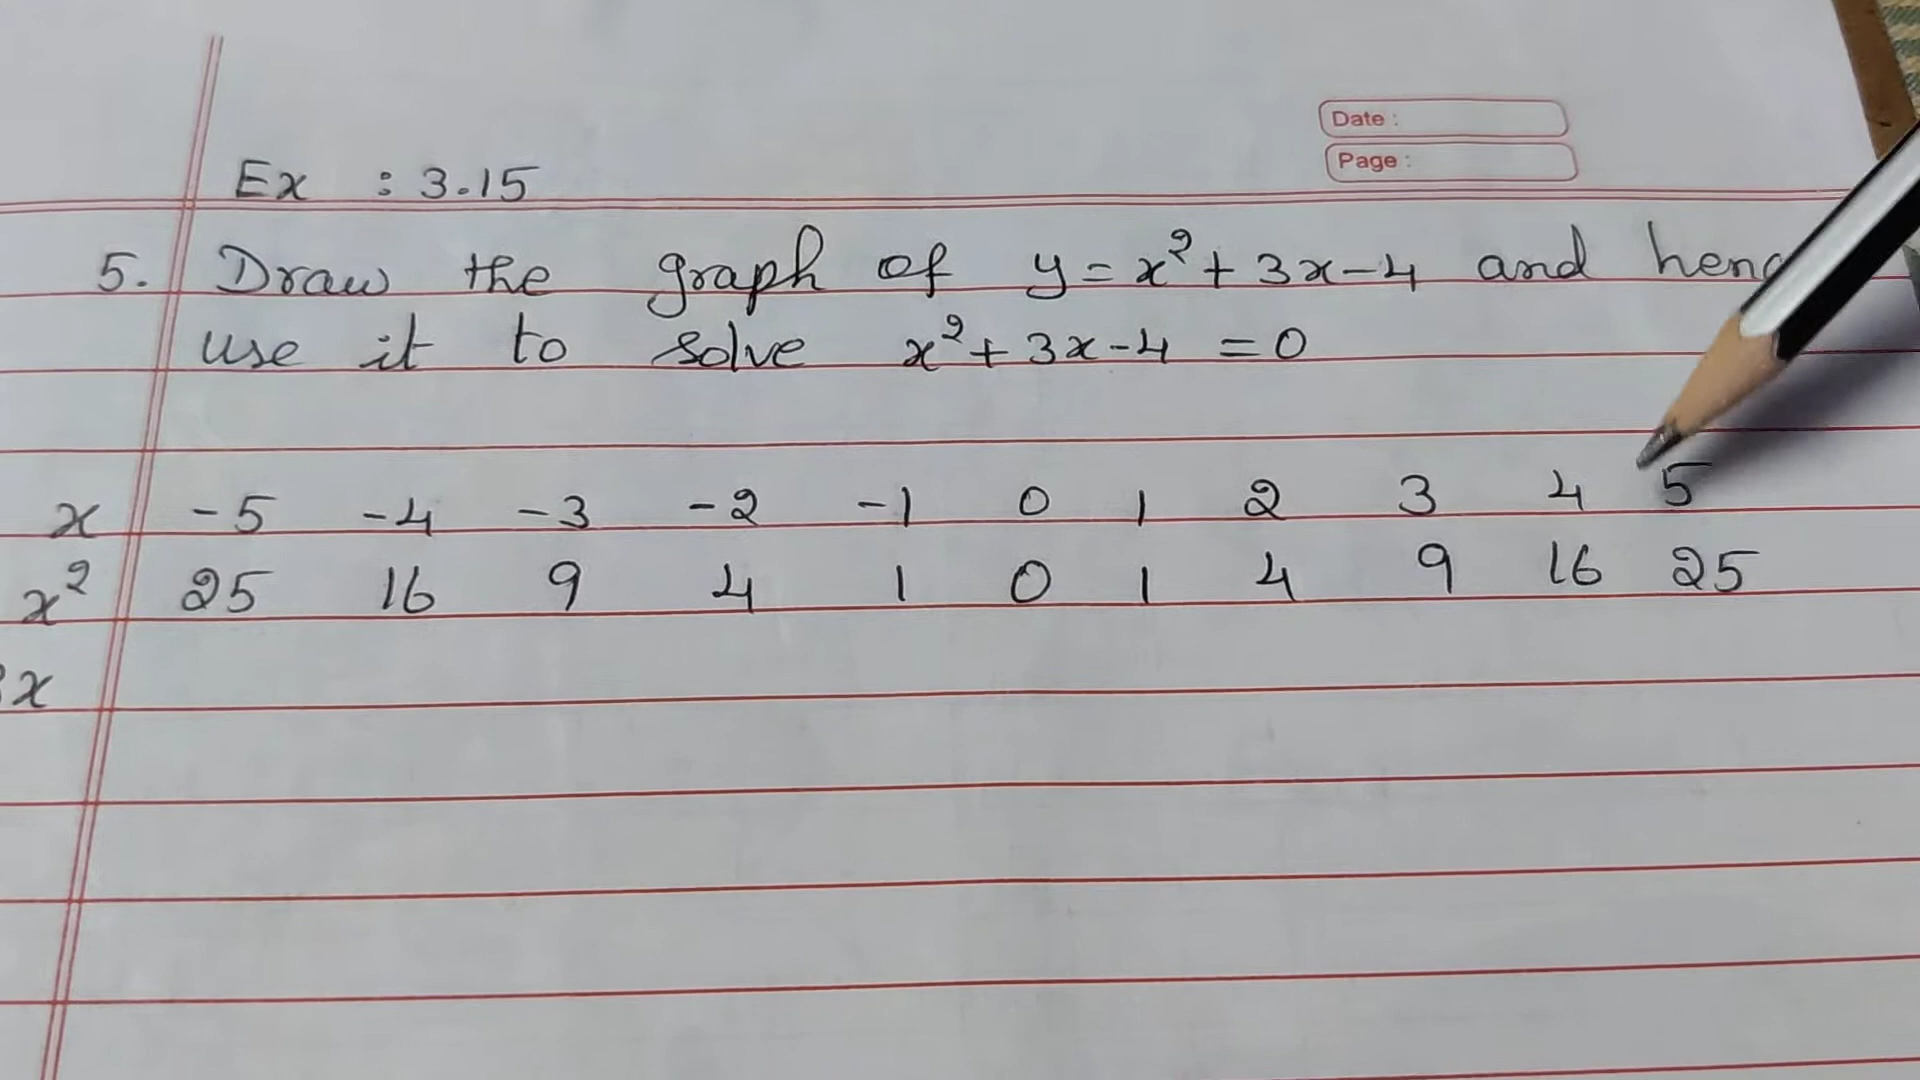 Date :
Page :
Ex : 3.15
5. Draw the graph of y = x² + 3x - 4 and
use it to solve x² + 3x - 4 = 0
x -5 -4 -3 -2 -1 0 1 2 3 4 5
x² 25 16 9 4 1 0 1 4 9 16 25
x